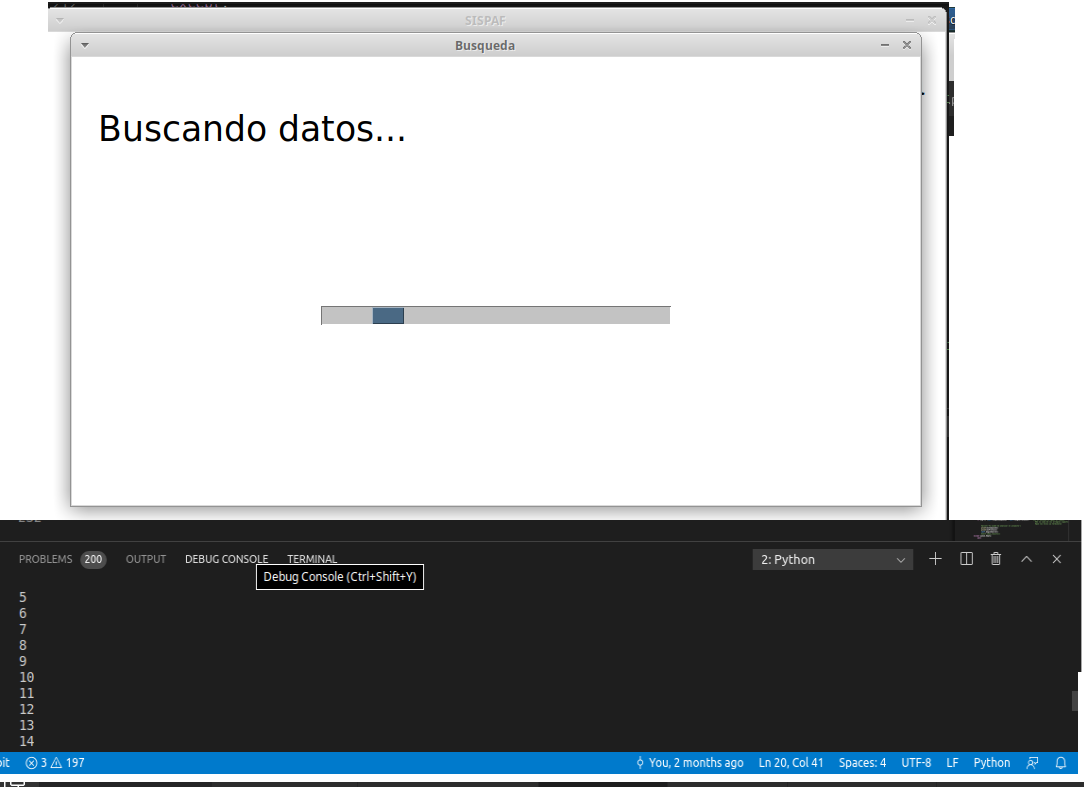 SISPAF
Busqueda
Buscando datos...
PROBLEMS 200 OUTPUT DEBUG CONSOLE TERMINAL 2: Python
Debug Console (Ctrl+Shift+Y)
5
6
7
8
9
10
11
12
13
14
bit 3 197 You, 2 months ago Ln 20, Col 41 Spaces: 4 UTF-8 LF Python